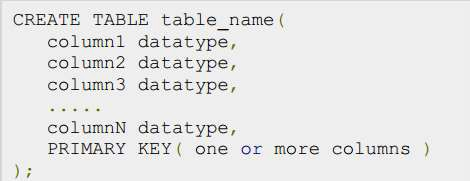 CREATE TABLE table_name(
column1 datatype,
column2 datatype,
column3 datatype,
.....
columnN datatype,
PRIMARY KEY( one or more columns )
);